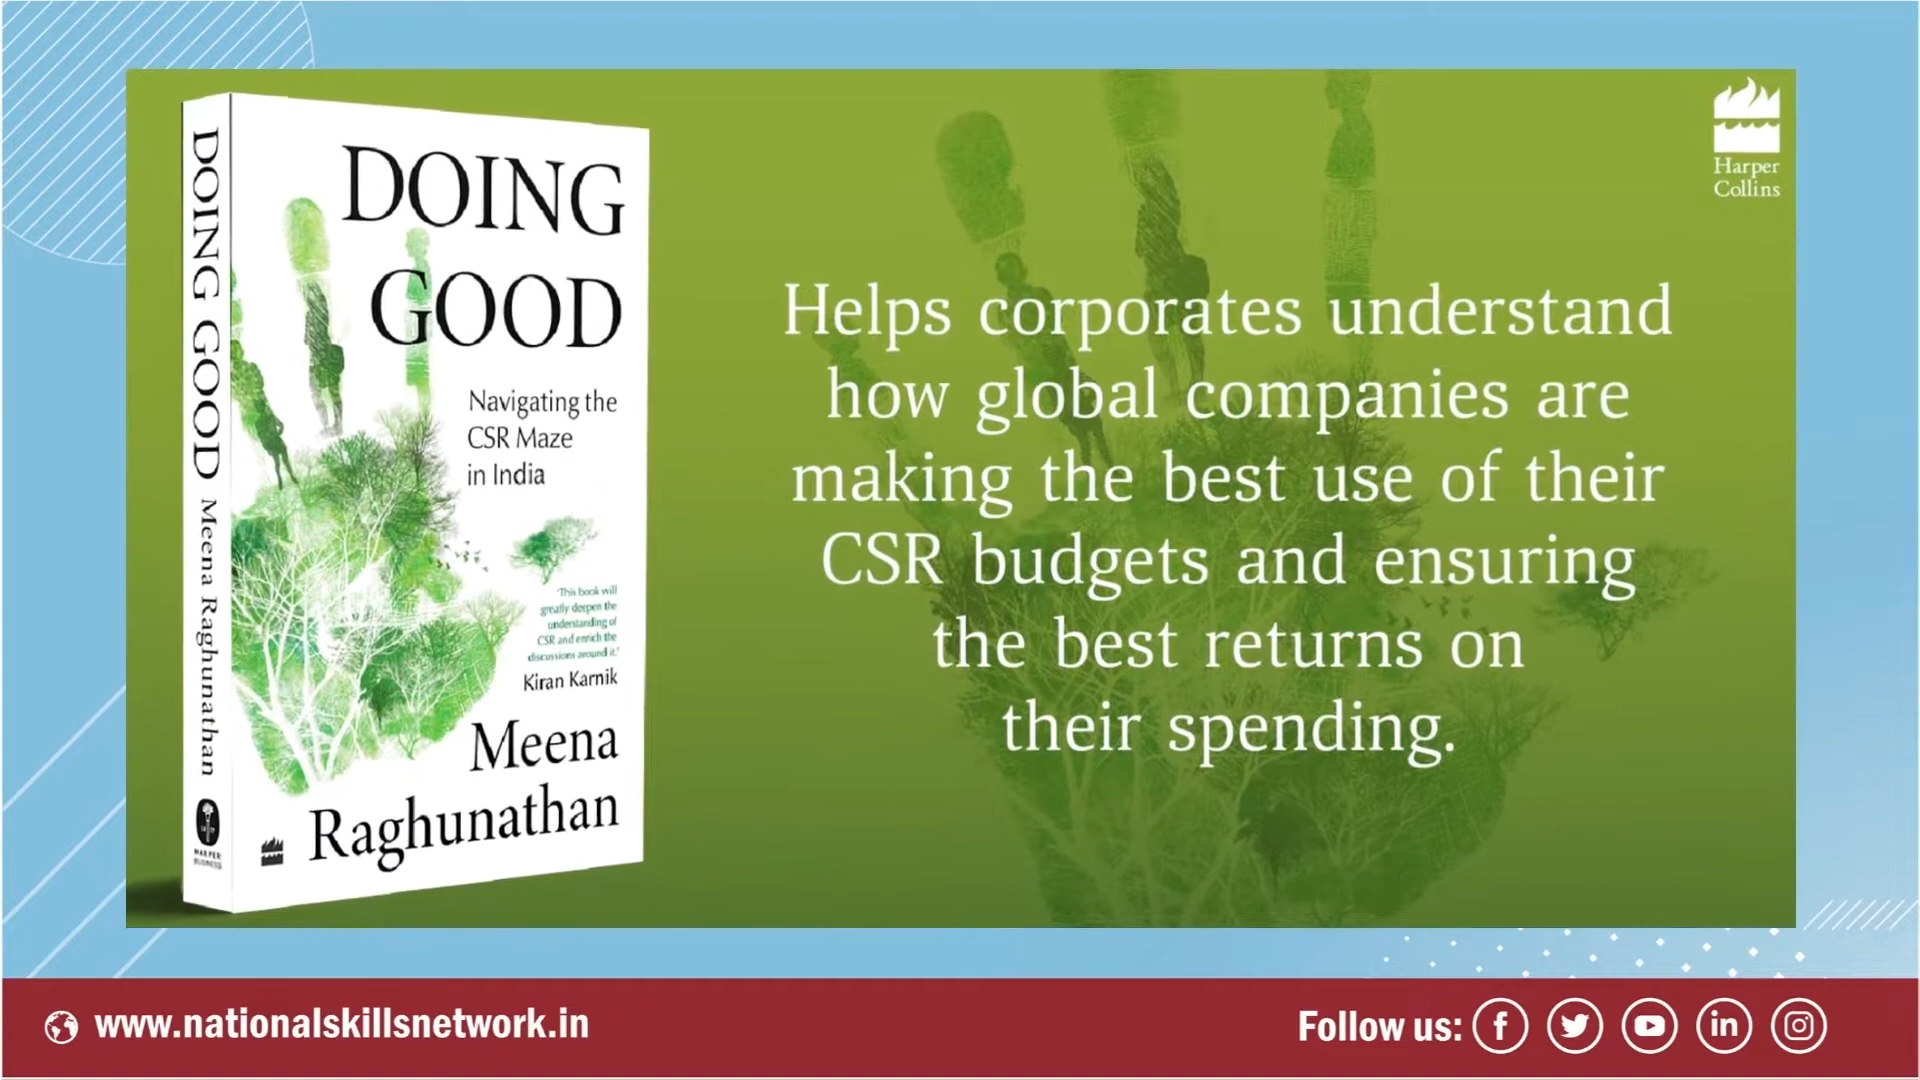 DOING GOOD Meena Raghunathan
HARPER
BUSINESS
DOING
GOOD
Navigating the
CSR Maze
in India
'This book will
greatly deepen the
understanding of
CSR and enrich the
discussions around it.'
Kiran Karnik
Meena
Raghunathan
Helps corporates understand
how global companies are
making the best use of their
CSR budgets and ensuring
the best returns on
their spending.
Harper
Collins
www.nationalskillsnetwork.in
Follow us: